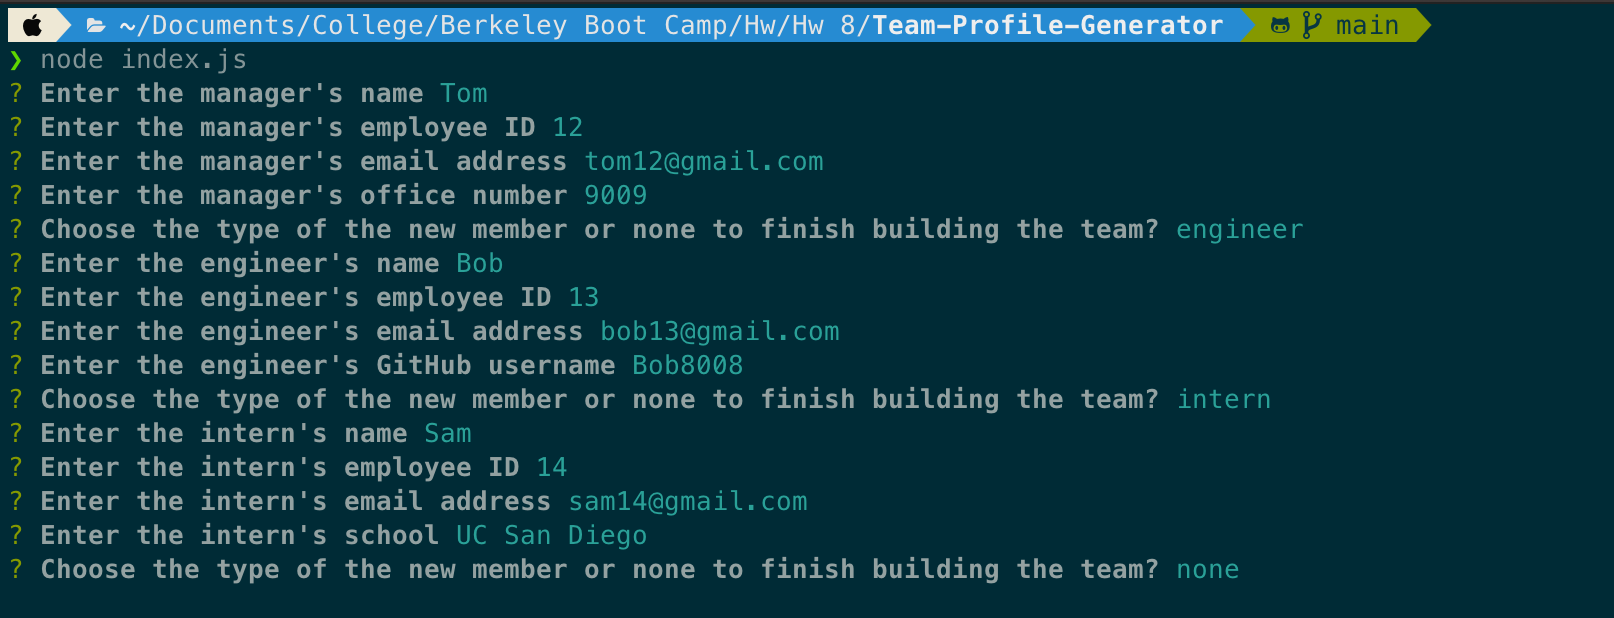 ~/Documents/College/Berkeley Boot Camp/Hw/Hw 8/Team-Profile-Generator main
❯ node index.js
? Enter the manager's name Tom
? Enter the manager's employee ID 12
? Enter the manager's email address tom12@gmail.com
? Enter the manager's office number 9009
? Choose the type of the new member or none to finish building the team? engineer
? Enter the engineer's name Bob
? Enter the engineer's employee ID 13
? Enter the engineer's email address bob13@gmail.com
? Enter the engineer's GitHub username Bob8008
? Choose the type of the new member or none to finish building the team? intern
? Enter the intern's name Sam
? Enter the intern's employee ID 14
? Enter the intern's email address sam14@gmail.com
? Enter the intern's school UC San Diego
? Choose the type of the new member or none to finish building the team? none